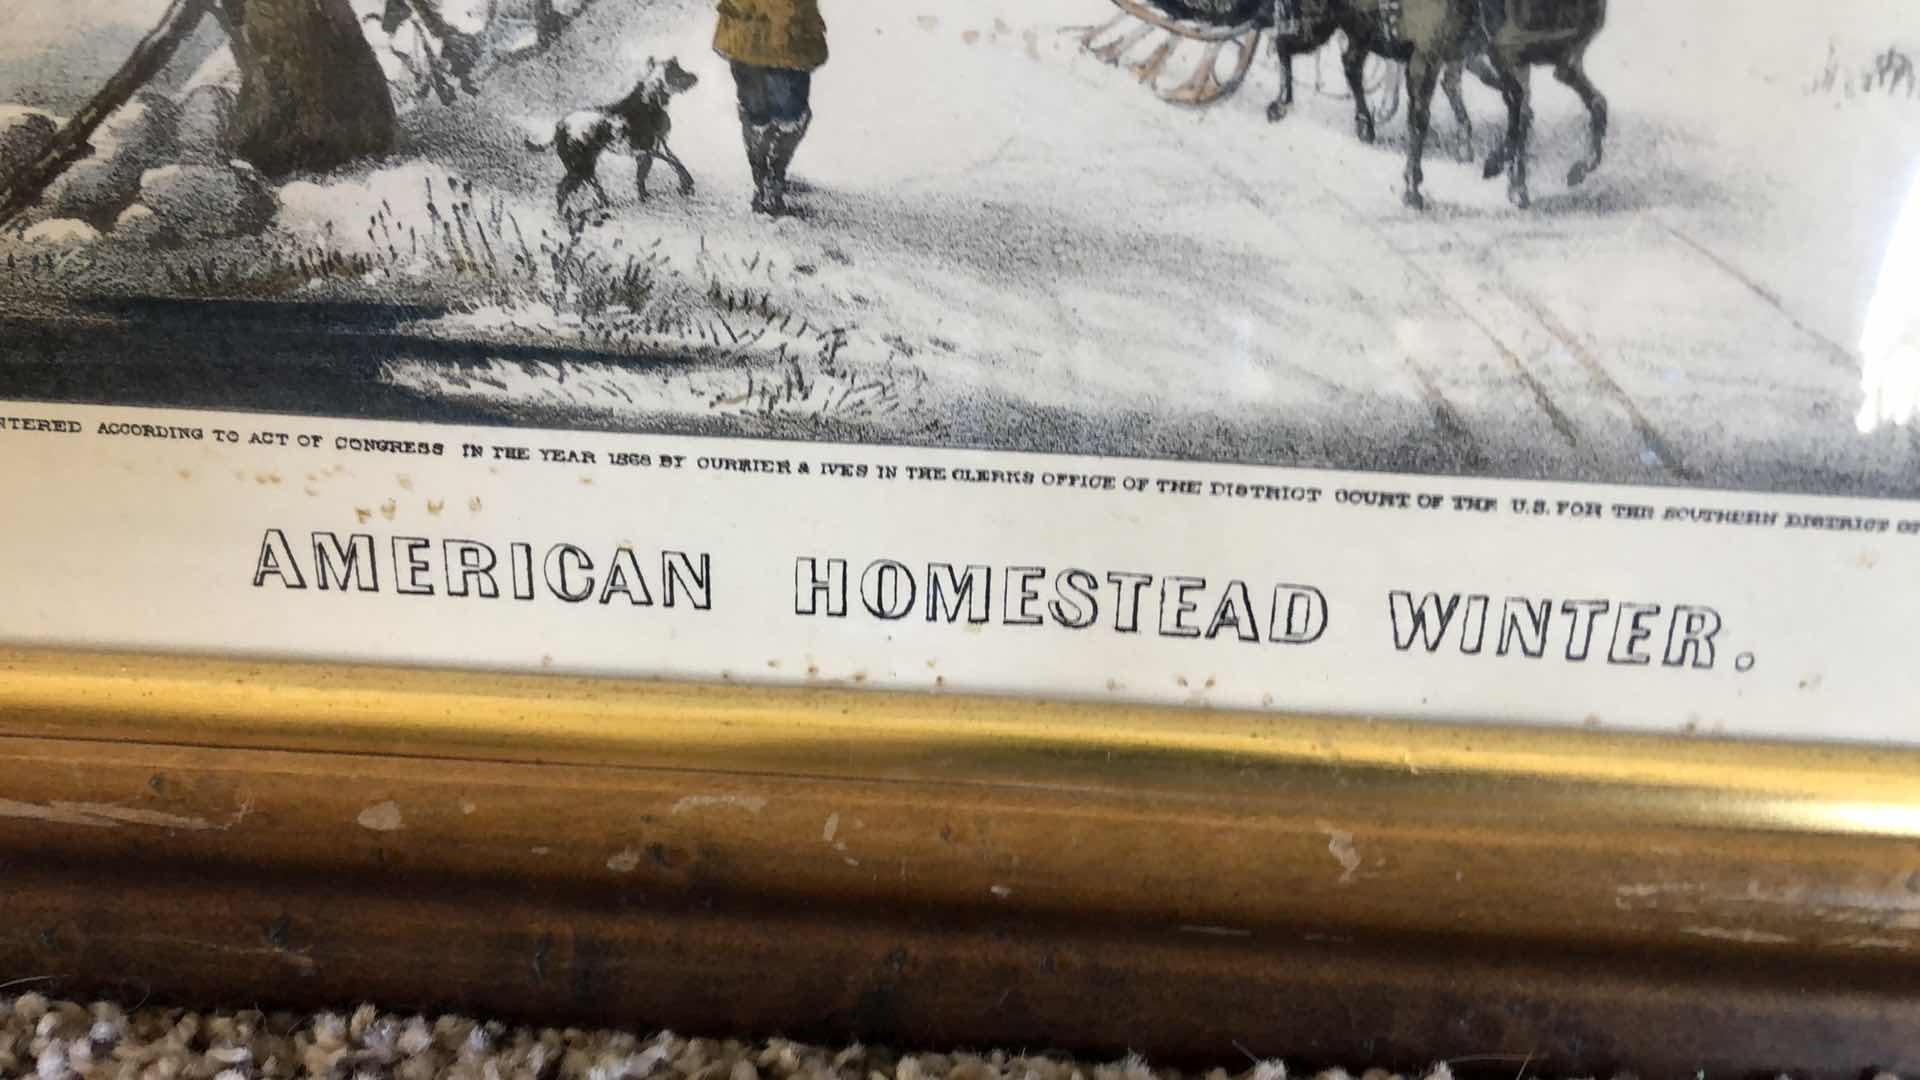 NTERED ACCORDING TO ACT OF CONGRESS IN THE YEAR 1868 BY CURRIER & IVES IN THE CLERKS OFFICE OF THE DISTRICT COURT OF THE U.S. FOR THE SOUTHERN DISTRICT OF
AMERICAN HOMESTEAD WINTER.